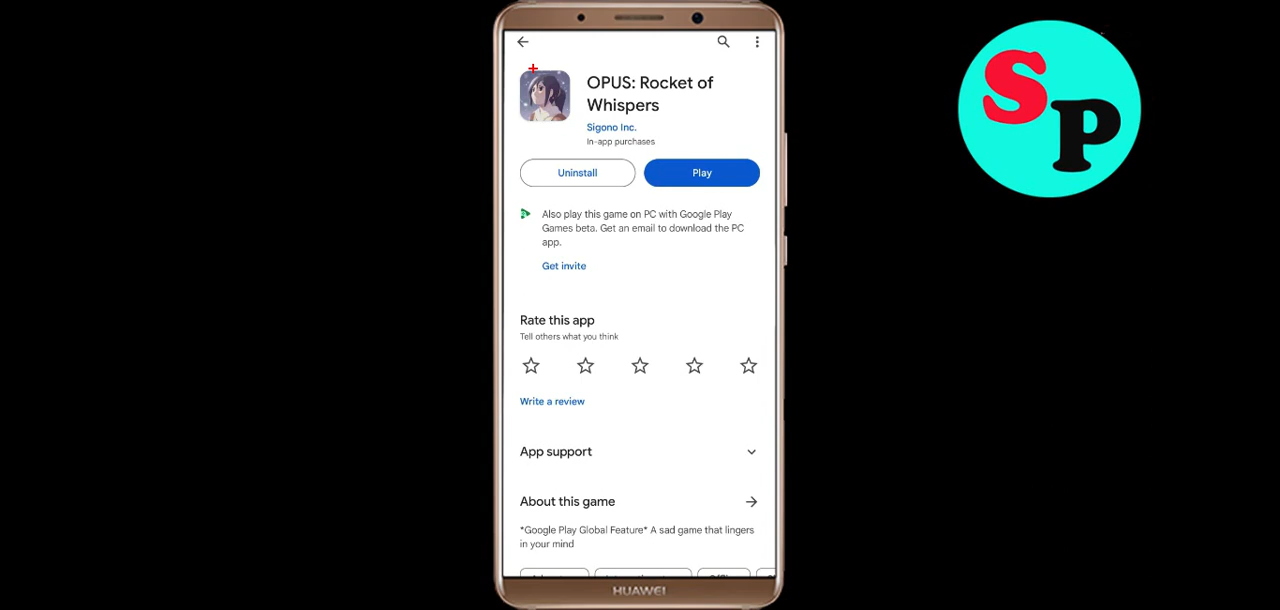 OPUS: Rocket of
Whispers
Sigono Inc.
In-app purchases
Uninstall
Play
Also play this game on PC with Google Play
Games beta. Get an email to download the PC
app.
Get invite
Rate this app
Tell others what you think
Write a review
App support
About this game
*Google Play Global Feature* A sad game that lingers
in your mind
HUAWEI
SP